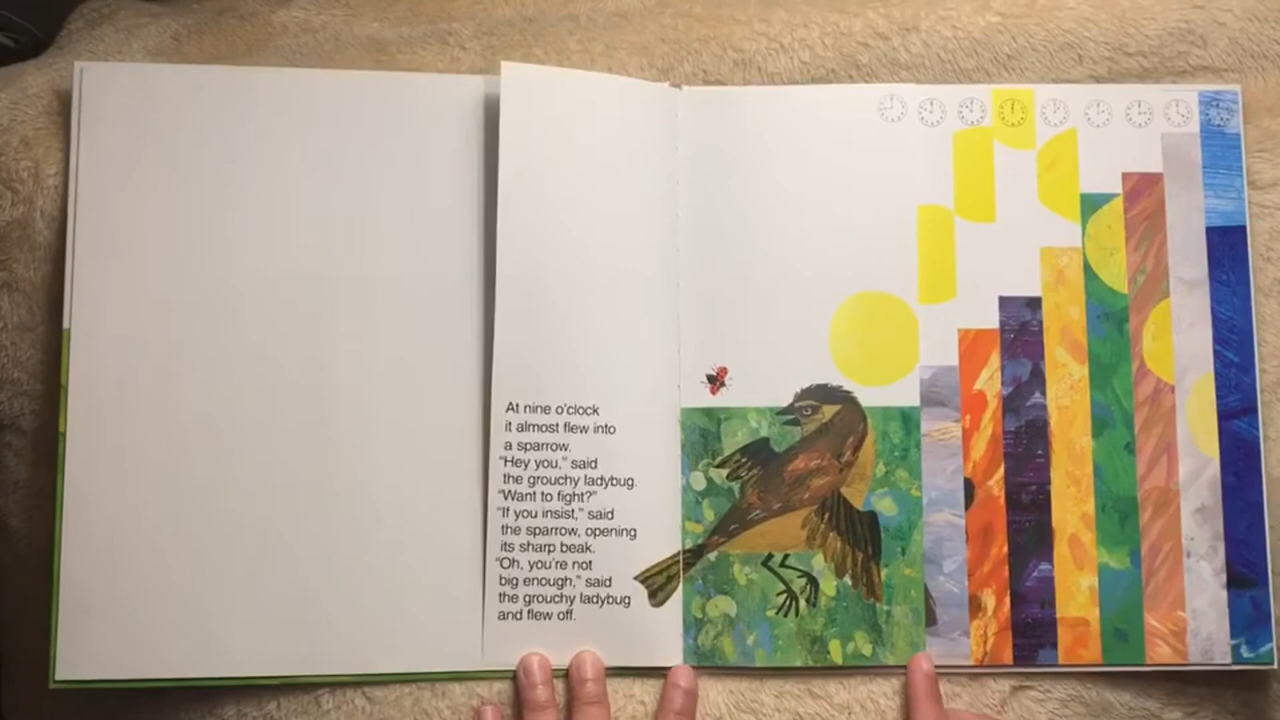 At nine o'clock
it almost flew into
a sparrow.
"Hey you," said
the grouchy ladybug.
"Want to fight?"
"If you insist," said
the sparrow, opening
its sharp beak.
"Oh, you're not
big enough," said
the grouchy ladybug
and flew off.